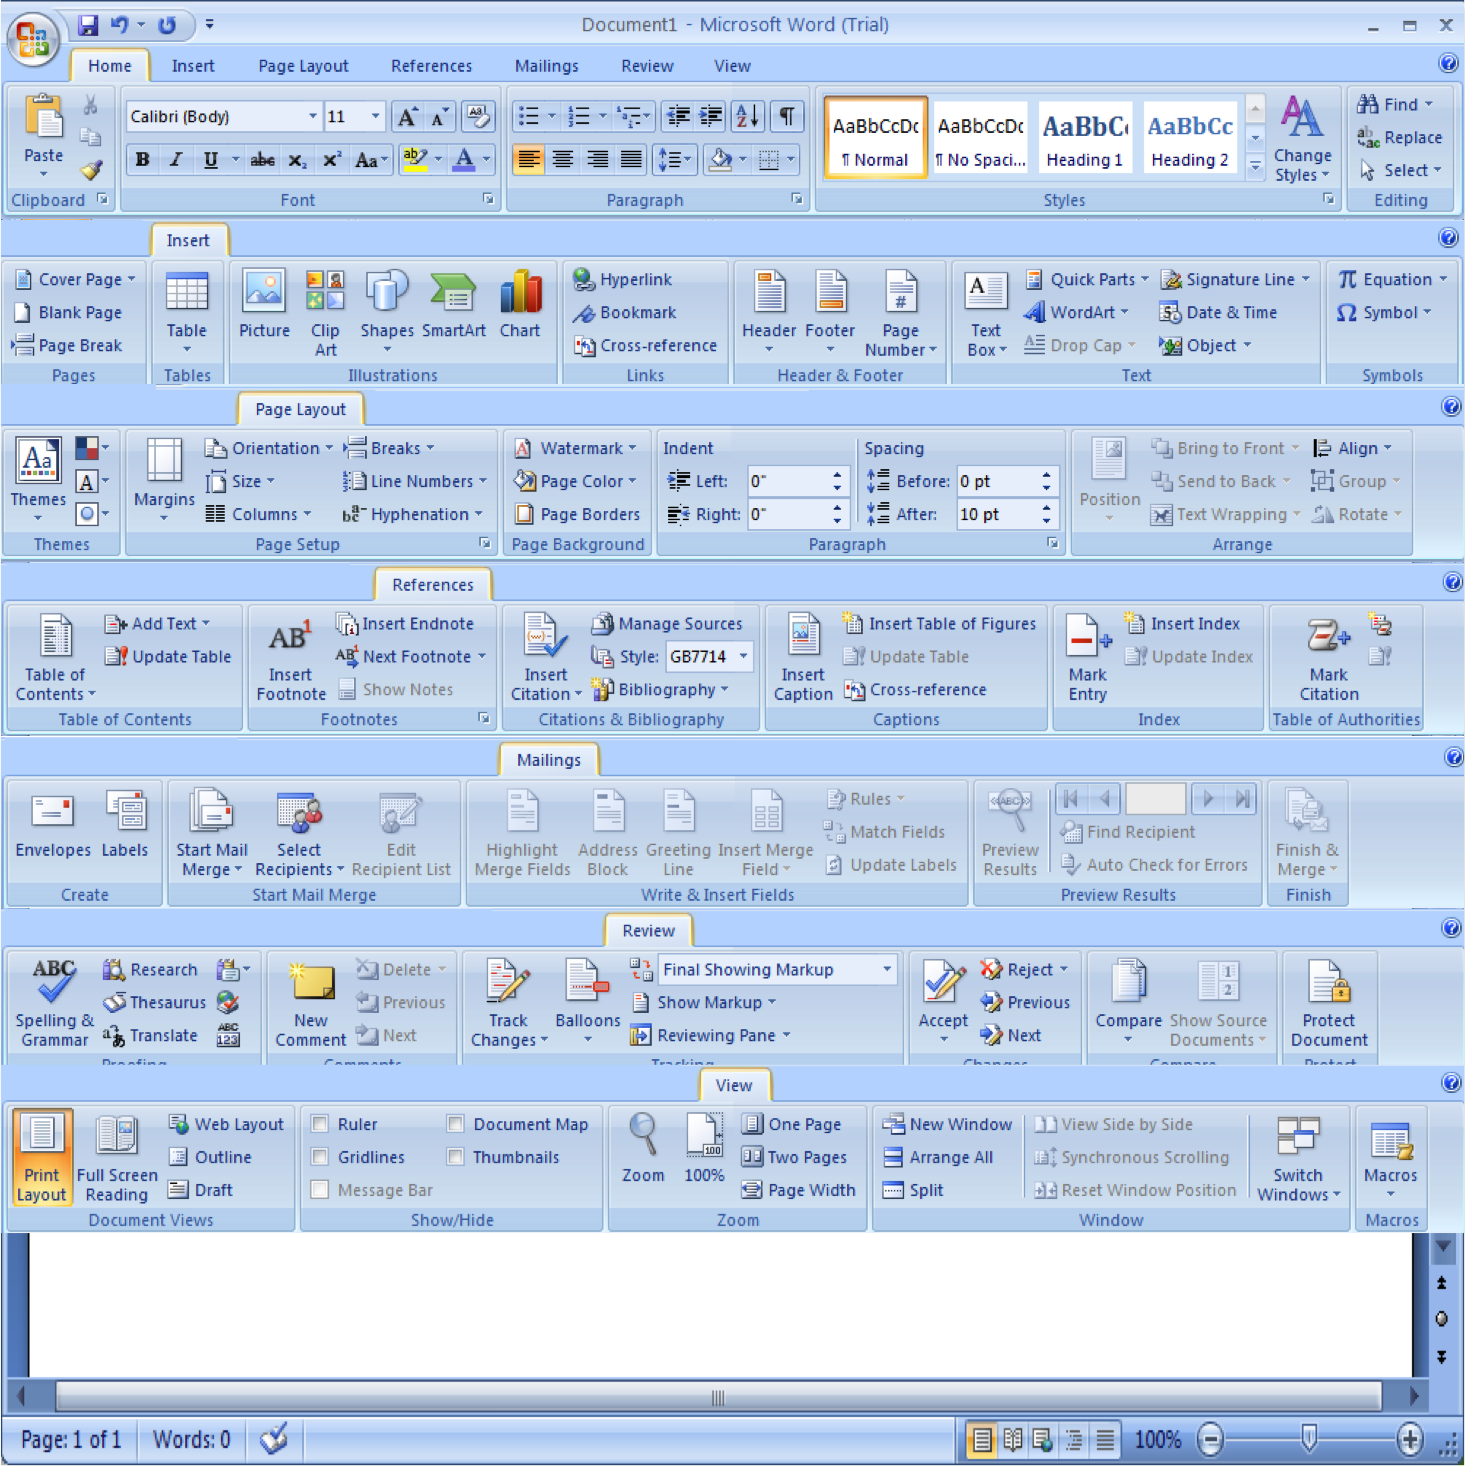 Document1 - Microsoft Word (Trial)
Home Insert Page Layout References Mailings Review View
Calibri (Body) 11 A A Aa
AaBbCcDc AaBbCcDc AaBbC AaBbCc
¶ Normal ¶ No Spaci... Heading 1 Heading 2
Paste
B I U abc x₂ x² Aa ab A
Change Styles
Find
Replace
Select
Clipboard Font Paragraph Styles Editing
Insert
Cover Page
Blank Page
Page Break
Table
Picture Clip Art Shapes SmartArt Chart
Hyperlink
Bookmark
Cross-reference
Header Footer Page Number
Text Box
Quick Parts
WordArt
Drop Cap
Signature Line
Date & Time
Object
π Equation
Ω Symbol
Pages Tables Illustrations Links Header & Footer Text Symbols
Page Layout
Themes
Margins
Orientation
Size
Columns
Breaks
Line Numbers
Hyphenation
Watermark
Page Color
Page Borders
Indent
Left: 0"
Right: 0"
Spacing
Before: 0 pt
After: 10 pt
Position
Bring to Front
Send to Back
Text Wrapping
Align
Group
Rotate
Themes Page Setup Page Background Paragraph Arrange
References
Table of Contents
Add Text
Update Table
AB¹
Insert Footnote
Insert Endnote
AB¹ Next Footnote
Show Notes
Insert Citation
Manage Sources
Style: GB7714
Bibliography
Insert Caption
Insert Table of Figures
Update Table
Cross-reference
Mark Entry
Insert Index
Update Index
Mark Citation
Table of Contents Footnotes Citations & Bibliography Captions Index Table of Authorities
Mailings
Envelopes Labels
Start Mail Merge
Select Recipients
Edit Recipient List
Highlight Merge Fields
Address Block
Greeting Line
Insert Merge Field
Rules
Match Fields
Update Labels
«ABC»
Preview Results
Find Recipient
Auto Check for Errors
Finish & Merge
Create Start Mail Merge Write & Insert Fields Preview Results Finish
Review
ABC
Spelling & Grammar
Research
Thesaurus
Translate
ABC 123
New Comment
Delete
Previous
Next
Track Changes
Balloons
Final Showing Markup
Show Markup
Reviewing Pane
Accept
Reject
Previous
Next
Compare
Show Source Documents
Protect Document
Proofing Comments Tracking Changes Compare Protect
View
Print Layout
Full Screen Reading
Web Layout
Outline
Draft
Ruler
Gridlines
Message Bar
Document Map
Thumbnails
Zoom
100
100%
One Page
Two Pages
Page Width
New Window
Arrange All
Split
View Side by Side
Synchronous Scrolling
Reset Window Position
Switch Windows
Macros
Document Views Show/Hide Zoom Window Macros
Page: 1 of 1 Words: 0 100%